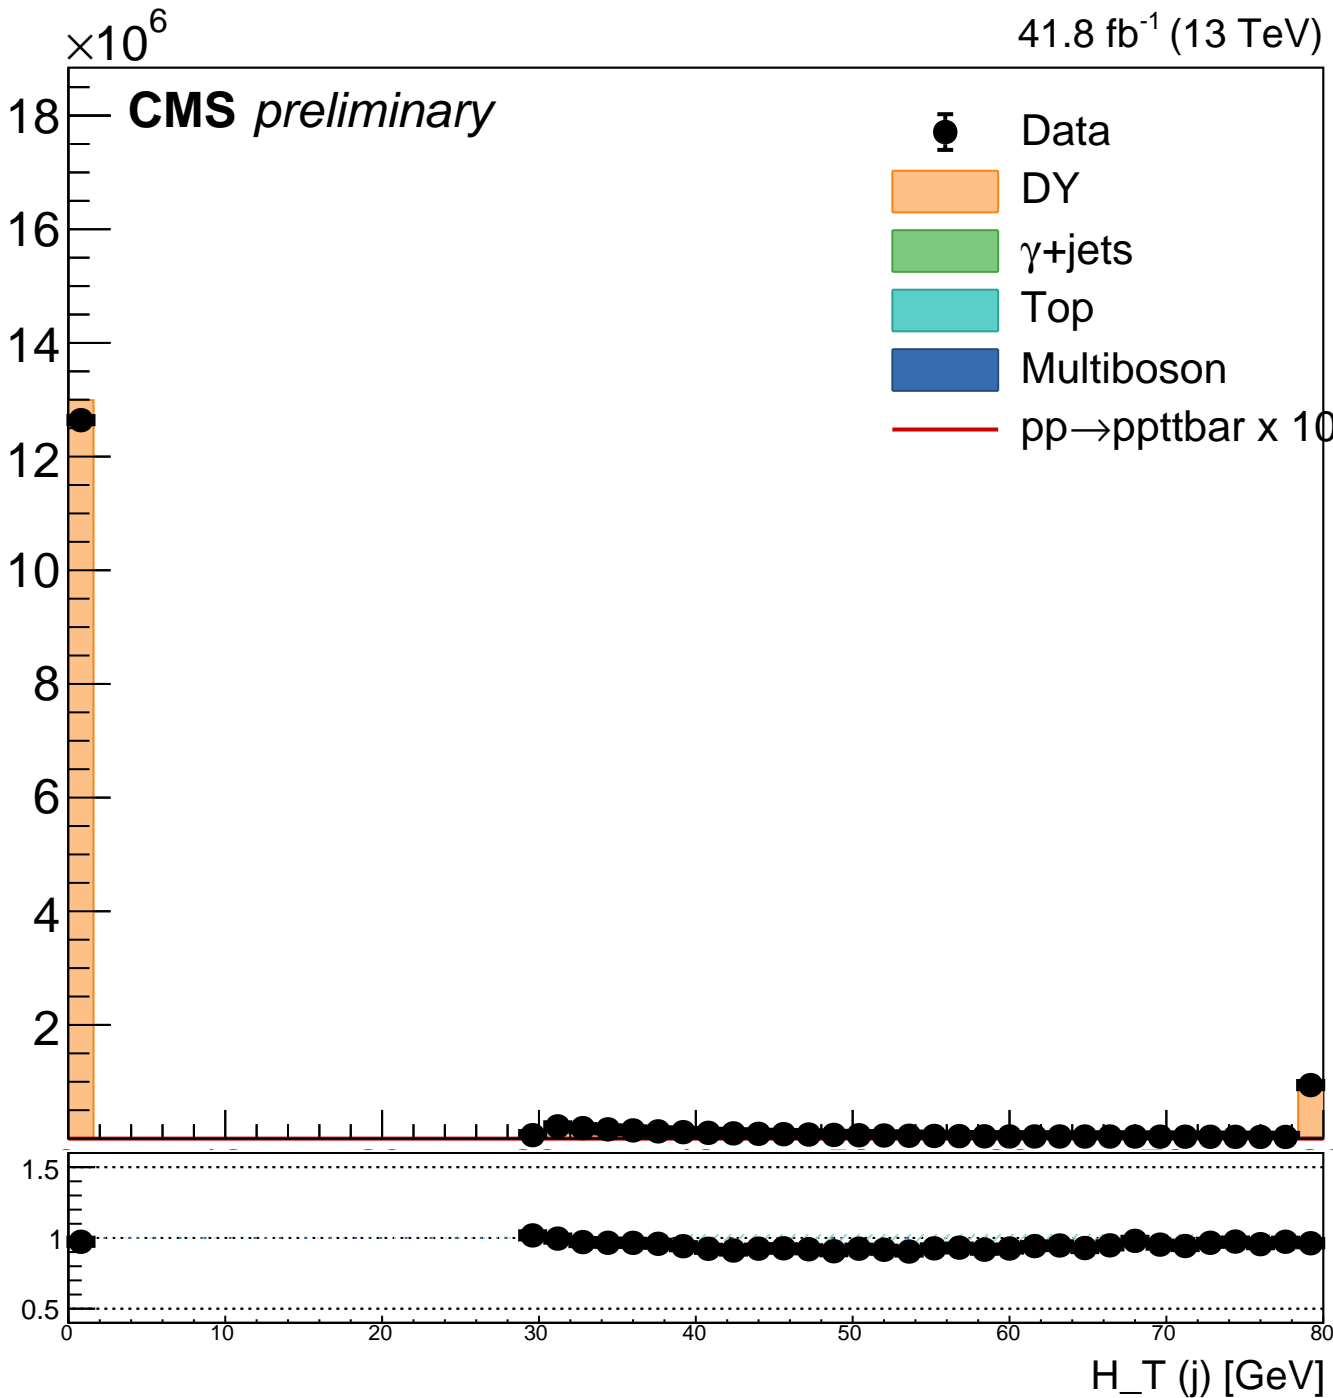 ×10⁶
41.8 fb⁻¹ (13 TeV)
CMS preliminary
Data
DY
γ+jets
Top
Multiboson
pp→ppttbar x 10
18
16
14
12
10
8
6
4
2
1.5
1
0.5
0 10 20 30 40 50 60 70 80
H_T (j) [GeV]